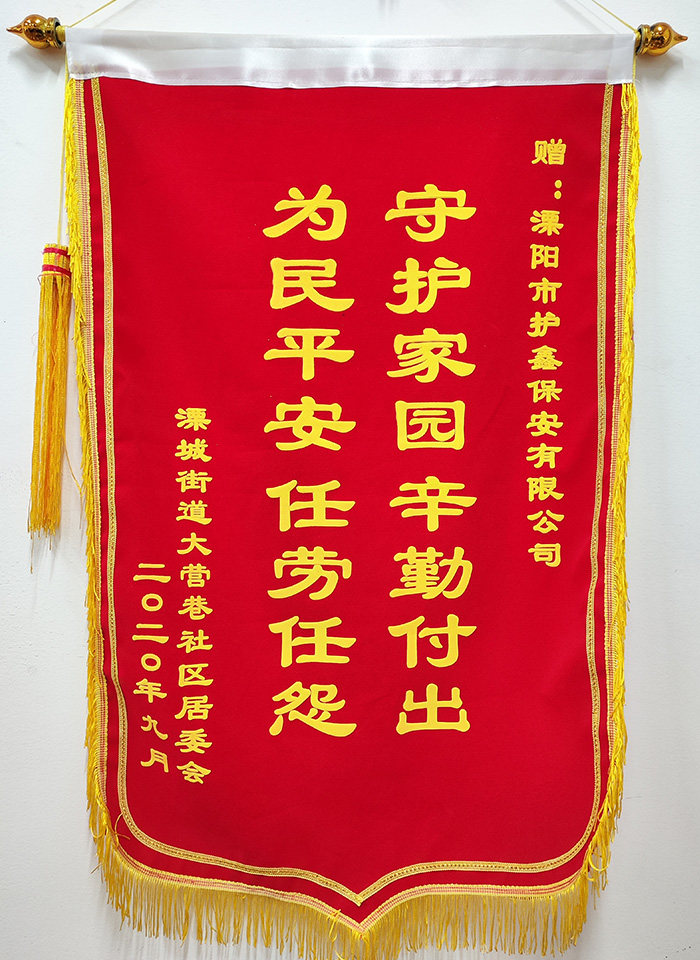 赠：溧阳市护鑫保安有限公司
守护家园辛勤付出
为民平安任劳任怨
溧城街道大营巷社区居委会
二〇二〇年九月